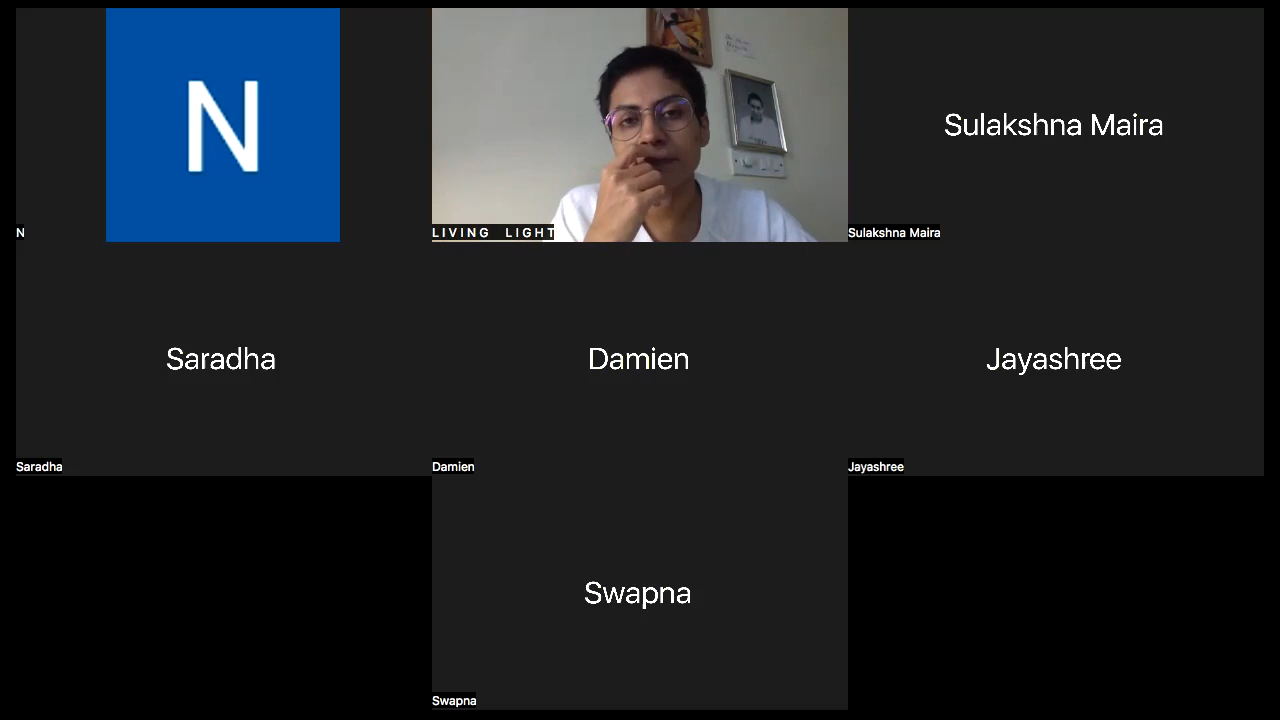 N
N
LIVING LIGHT
Sulakshna Maira
Sulakshna Maira
Saradha
Saradha
Damien
Damien
Jayashree
Jayashree
Swapna
Swapna